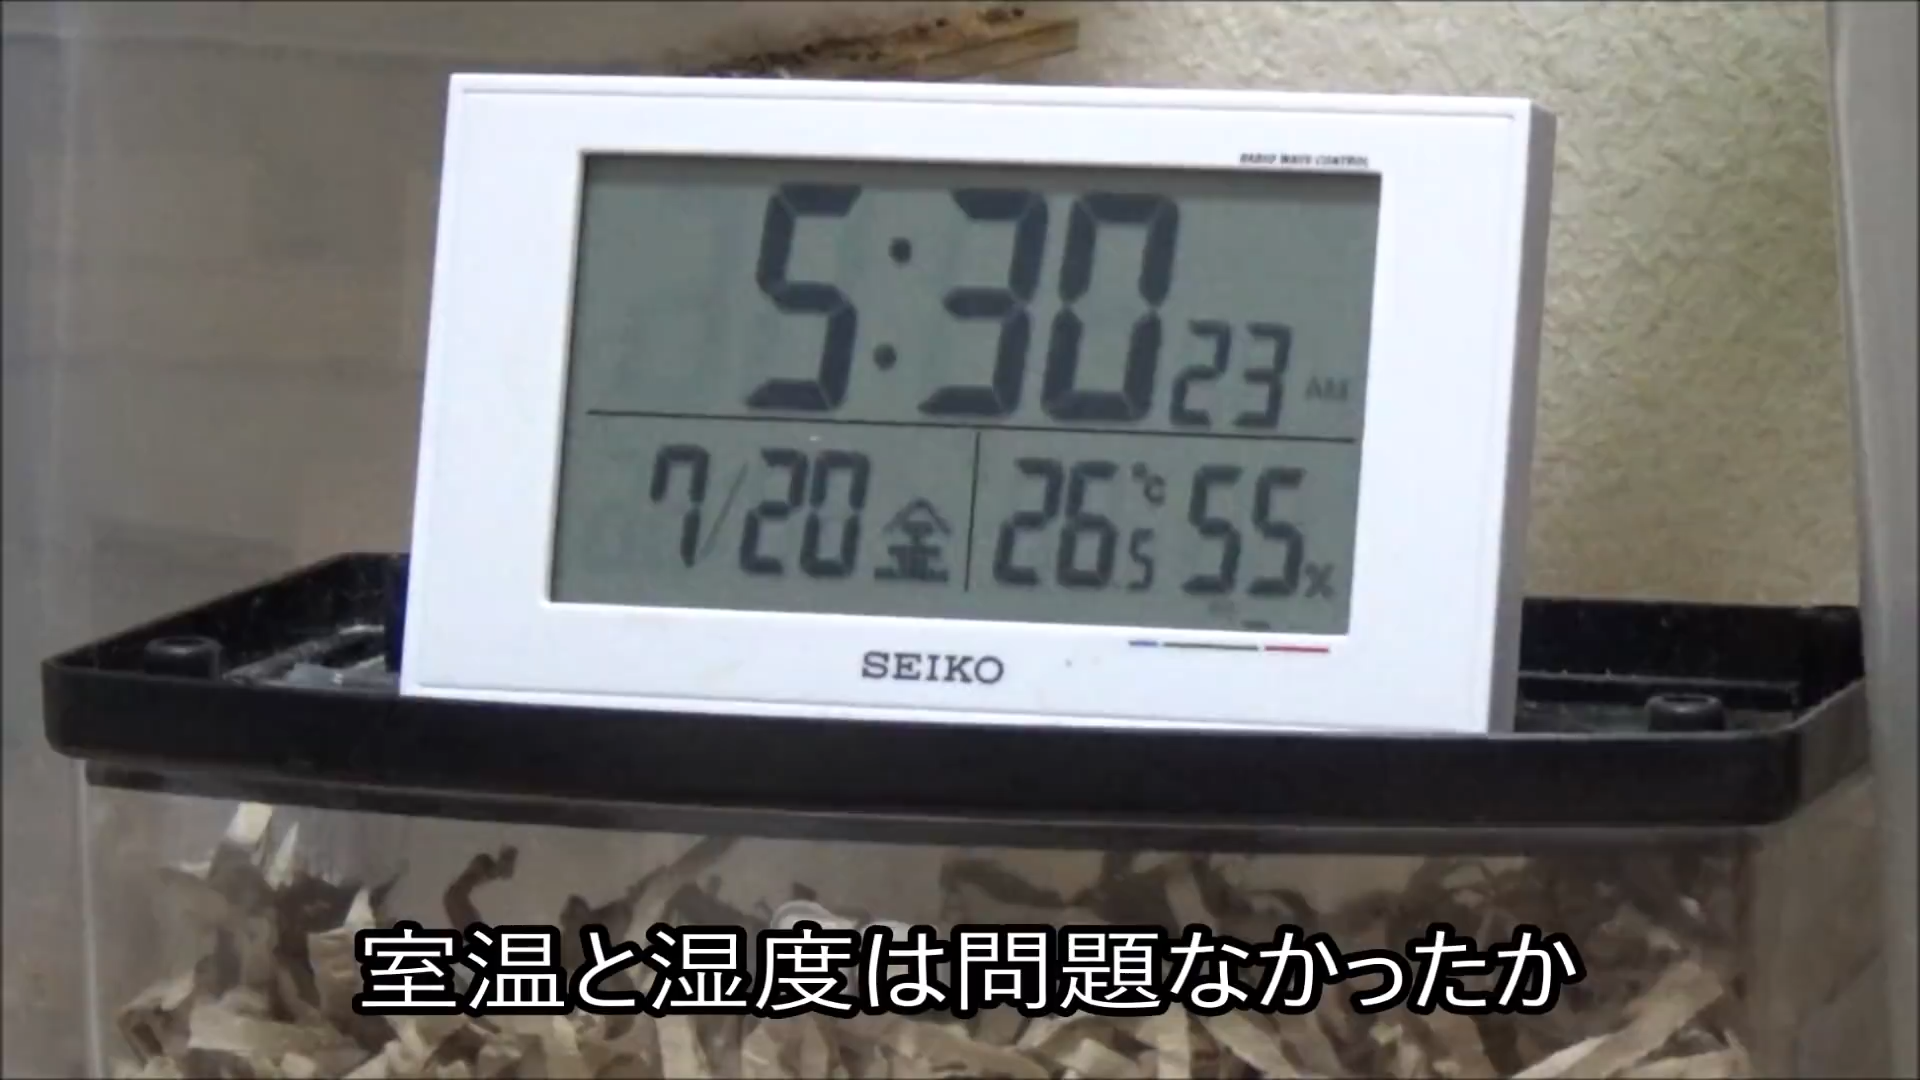 RADIO WAVE CONTROL
5:30 23 AM
7/20 金 26.5 °C 55 %
SEIKO
室温と湿度は問題なかったか